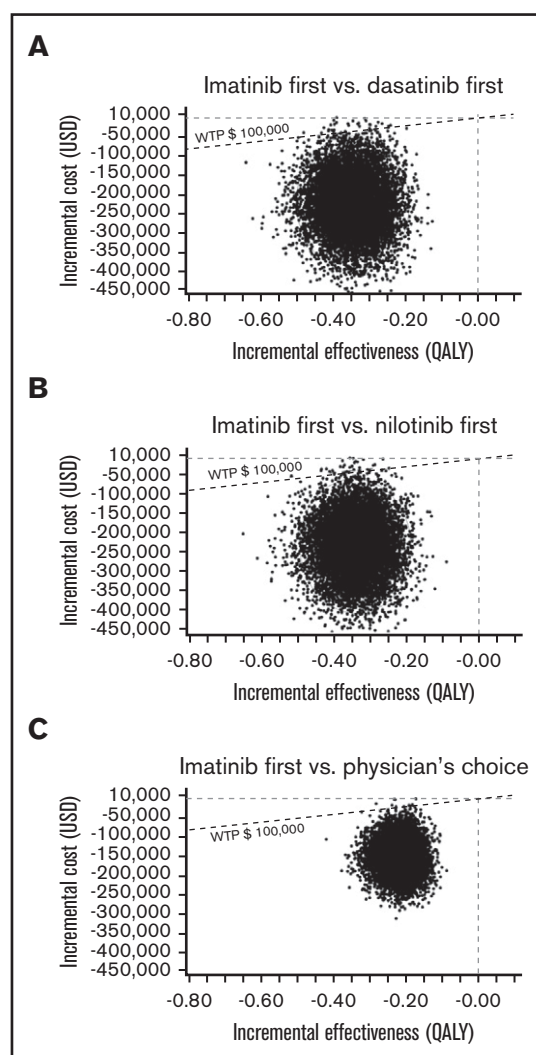 A
Imatinib first vs. dasatinib first
Incremental cost (USD)
10,000
-50,000
-100,000
-150,000
-200,000
-250,000
-300,000
-350,000
-400,000
-450,000
WTP $ 100,000
-0.80 -0.60 -0.40 -0.20 -0.00
Incremental effectiveness (QALY)
B
Imatinib first vs. nilotinib first
Incremental cost (USD)
10,000
-50,000
-100,000
-150,000
-200,000
-250,000
-300,000
-350,000
-400,000
-450,000
WTP $ 100,000
-0.80 -0.60 -0.40 -0.20 -0.00
Incremental effectiveness (QALY)
C
Imatinib first vs. physician's choice
Incremental cost (USD)
10,000
-50,000
-100,000
-150,000
-200,000
-250,000
-300,000
-350,000
-400,000
-450,000
WTP $ 100,000
-0.80 -0.60 -0.40 -0.20 -0.00
Incremental effectiveness (QALY)